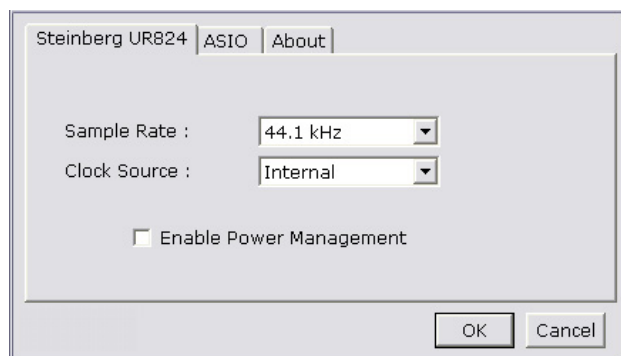 Steinberg UR824 ASIO About
Sample Rate : 44.1 kHz
Clock Source : Internal
Enable Power Management
OK Cancel